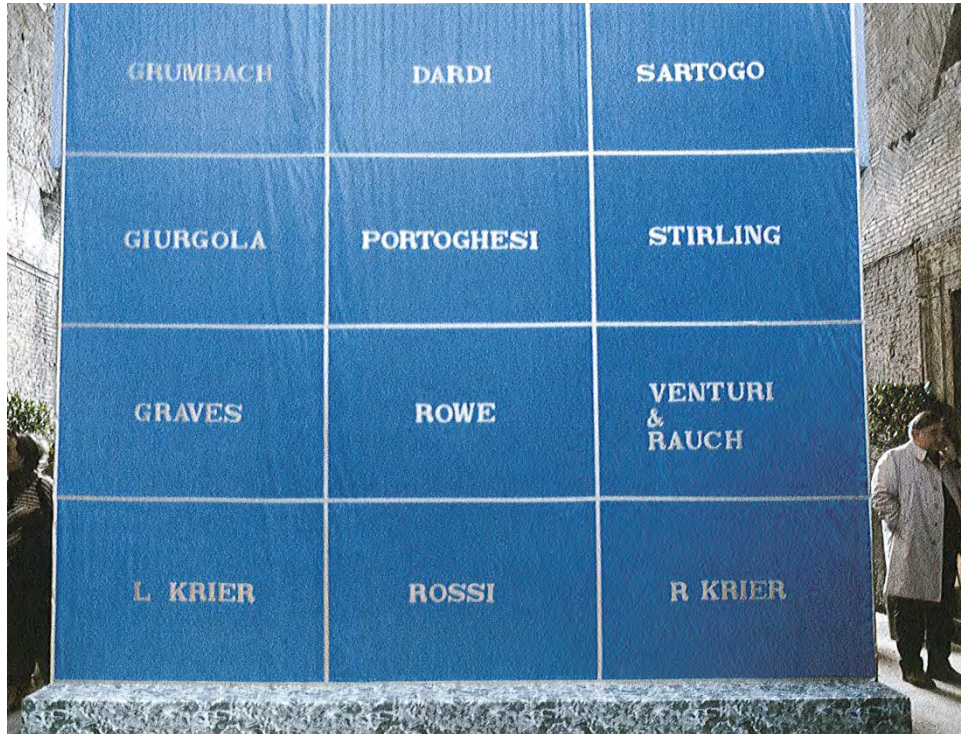 GRUMBACH
DARDI
SARTOGO
GIURGOLA
PORTOGHESI
STIRLING
GRAVES
ROWE
VENTURI
&
RAUCH
L KRIER
ROSSI
R KRIER